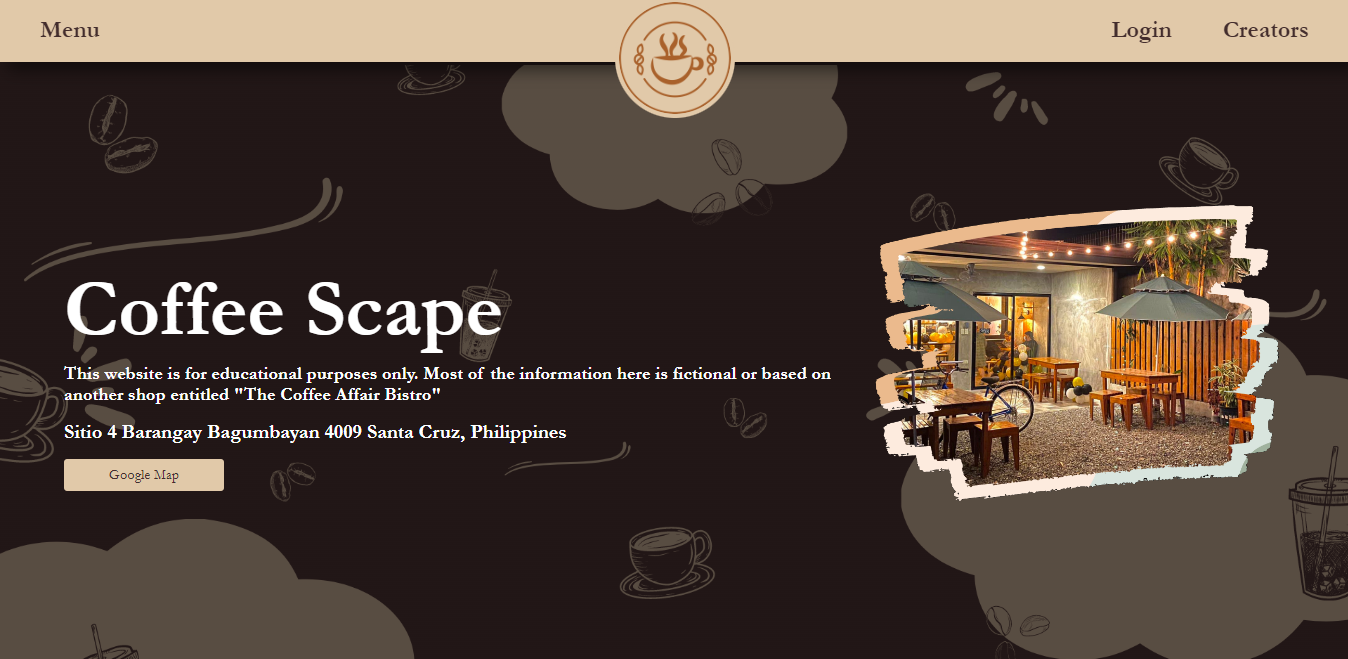 Menu
Login
Creators
Coffee Scape
This website is for educational purposes only. Most of the information here is fictional or based on
another shop entitled "The Coffee Affair Bistro"
Sitio 4 Barangay Bagumbayan 4009 Santa Cruz, Philippines
Google Map